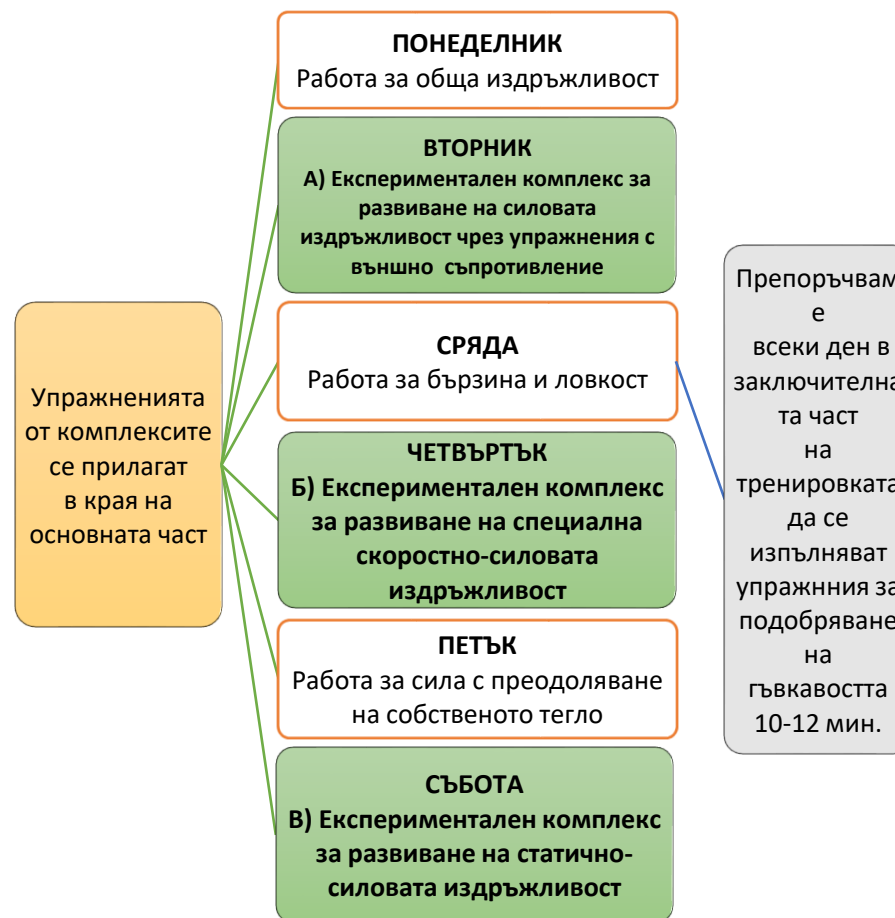 Упражненията
от комплексите
се прилагат
в края на
основната част
ПОНЕДЕЛНИК
Работа за обща издръжливост
ВТОРНИК
А) Експериментален комплекс за
развиване на силовата
издръжливост чрез упражнения с
външно съпротивление
СРЯДА
Работа за бързина и ловкост
ЧЕТВЪРТЪК
Б) Експериментален комплекс
за развиване на специална
скоростно-силовата
издръжливост
ПЕТЪК
Работа за сила с преодоляване
на собственото тегло
СЪБОТА
В) Експериментален комплекс
за развиване на статично-
силовата издръжливост
Препоръчвам
е
всеки ден в
заключителна
та част
на
тренировката
да се
изпълняват
упражнния за
подобряване
на
гъвкавостта
10-12 мин.